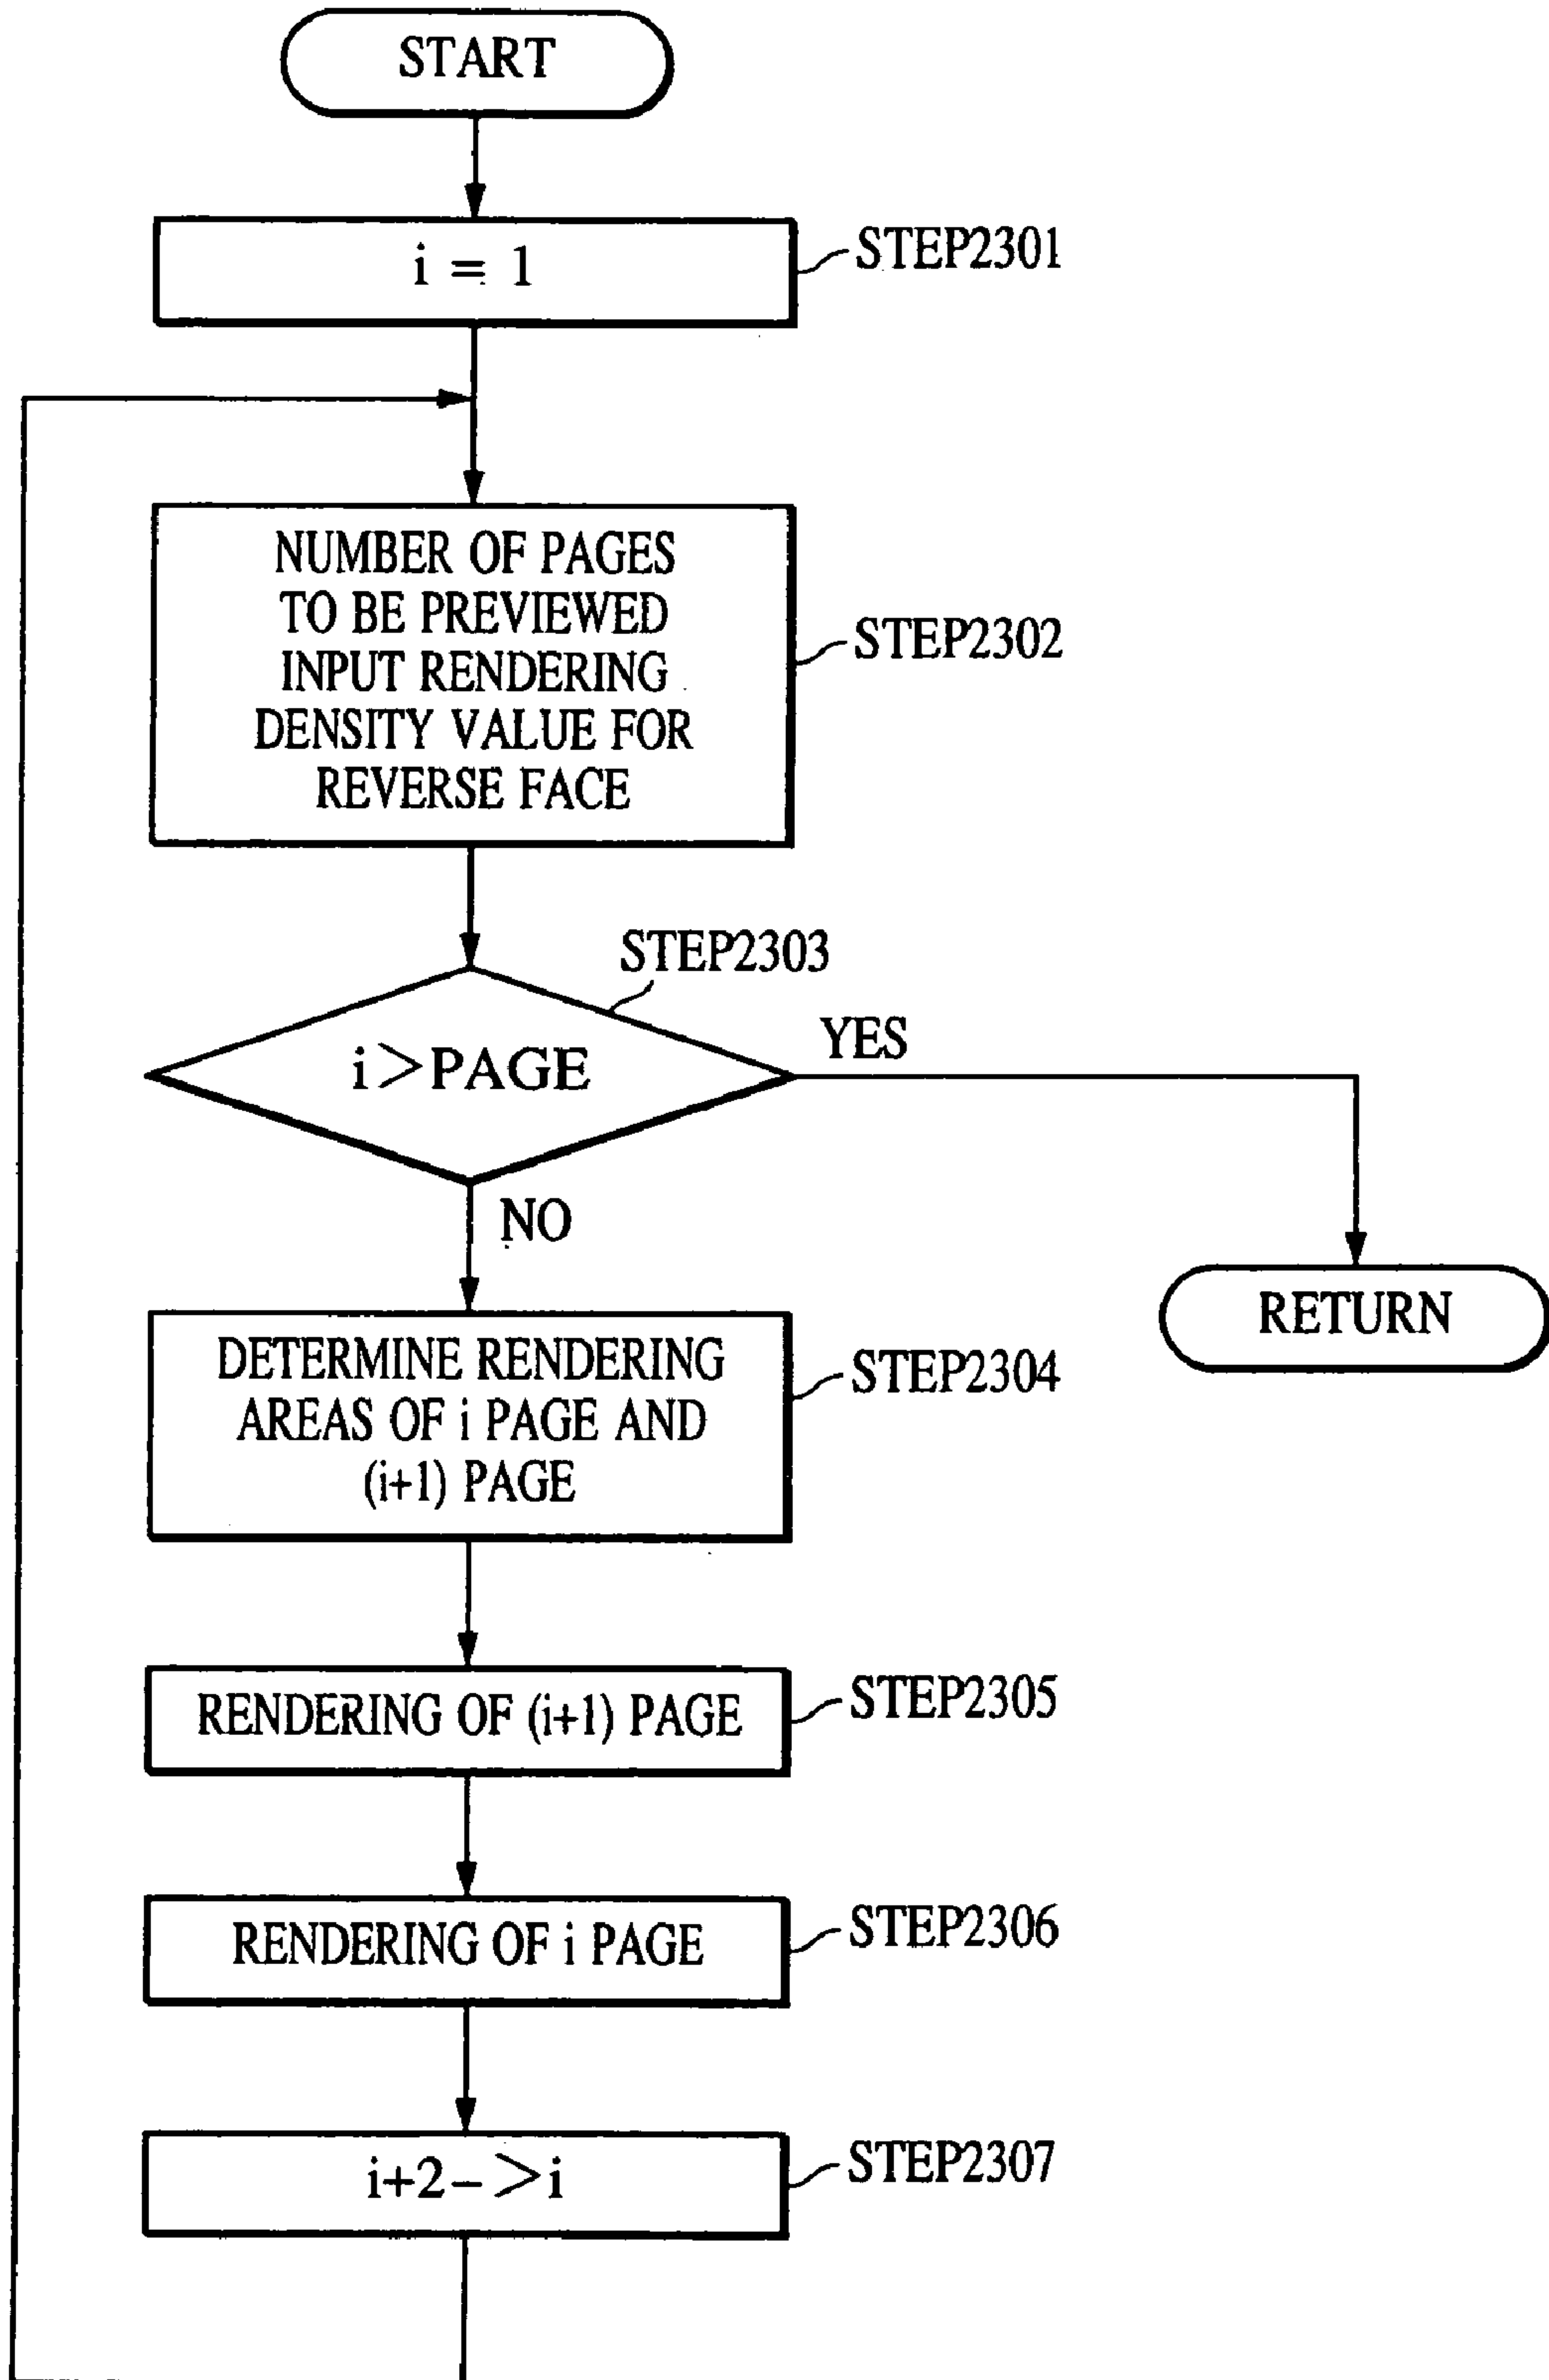 START
i = 1
STEP2301
NUMBER OF PAGES
TO BE PREVIEWED
INPUT RENDERING
DENSITY VALUE FOR
REVERSE FACE
STEP2302
STEP2303
i>PAGE
YES
NO
RETURN
DETERMINE RENDERING
AREAS OF i PAGE AND
(i+1) PAGE
STEP2304
RENDERING OF (i+1) PAGE
STEP2305
RENDERING OF i PAGE
STEP2306
i+2->i
STEP2307